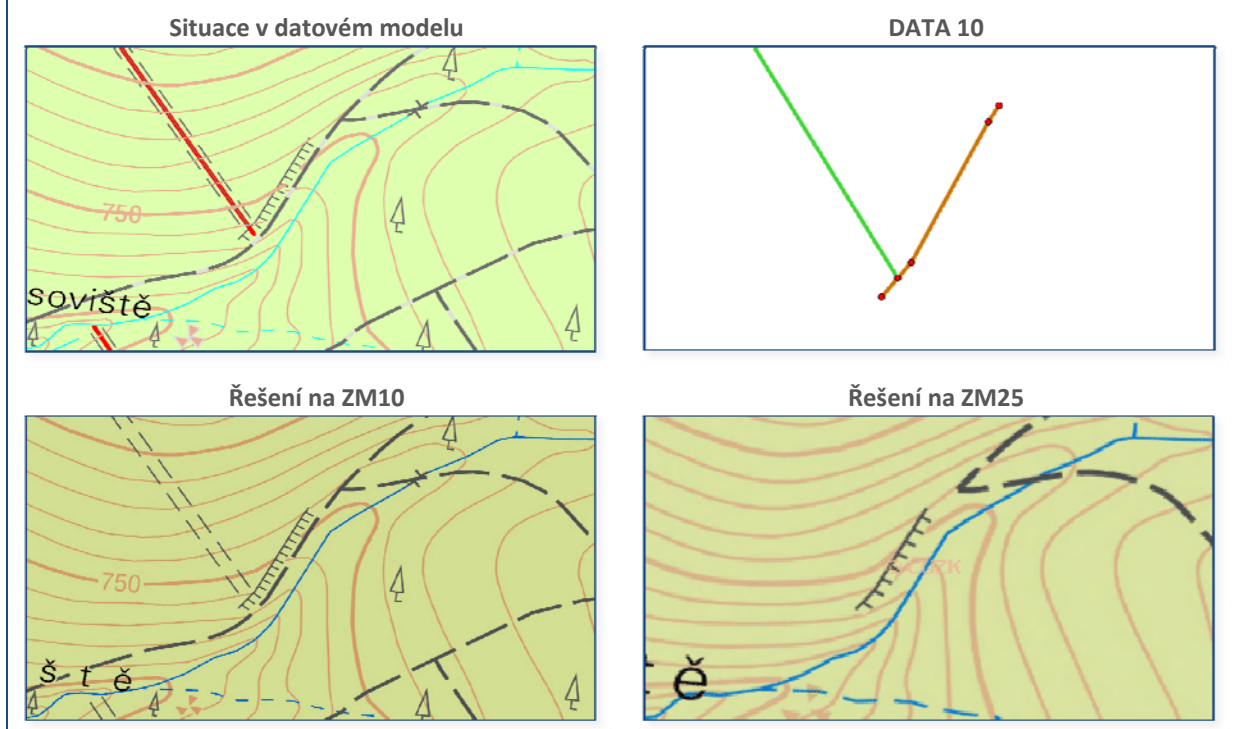 Situace v datovém modelu
DATA 10
750
soviště
Řešení na ZM10
Řešení na ZM25
750
š t ě